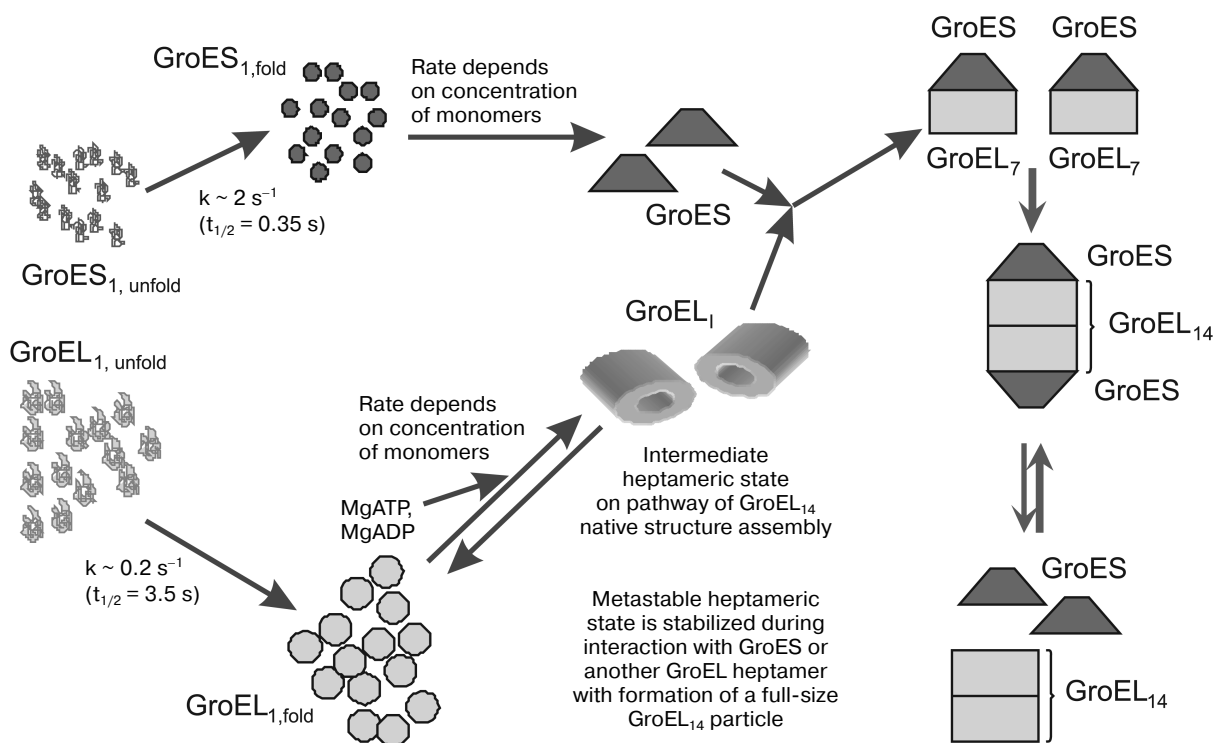 GroES1,fold
Rate depends
on concentration
of monomers
k ~ 2 s⁻¹
(t1/2 = 0.35 s)
GroES1, unfold
GroES
GroES
GroES
GroEL7
GroEL7
GroES
GroEL14
GroES
GroEL1, unfold
GroELI
Rate depends
on concentration
of monomers
MgATP,
MgADP
k ~ 0.2 s⁻¹
(t1/2 = 3.5 s)
GroEL1,fold
Intermediate
heptameric state
on pathway of GroEL14
native structure assembly
Metastable heptameric
state is stabilized during
interaction with GroES or
another GroEL heptamer
with formation of a full-size
GroEL14 particle
GroES
GroEL14